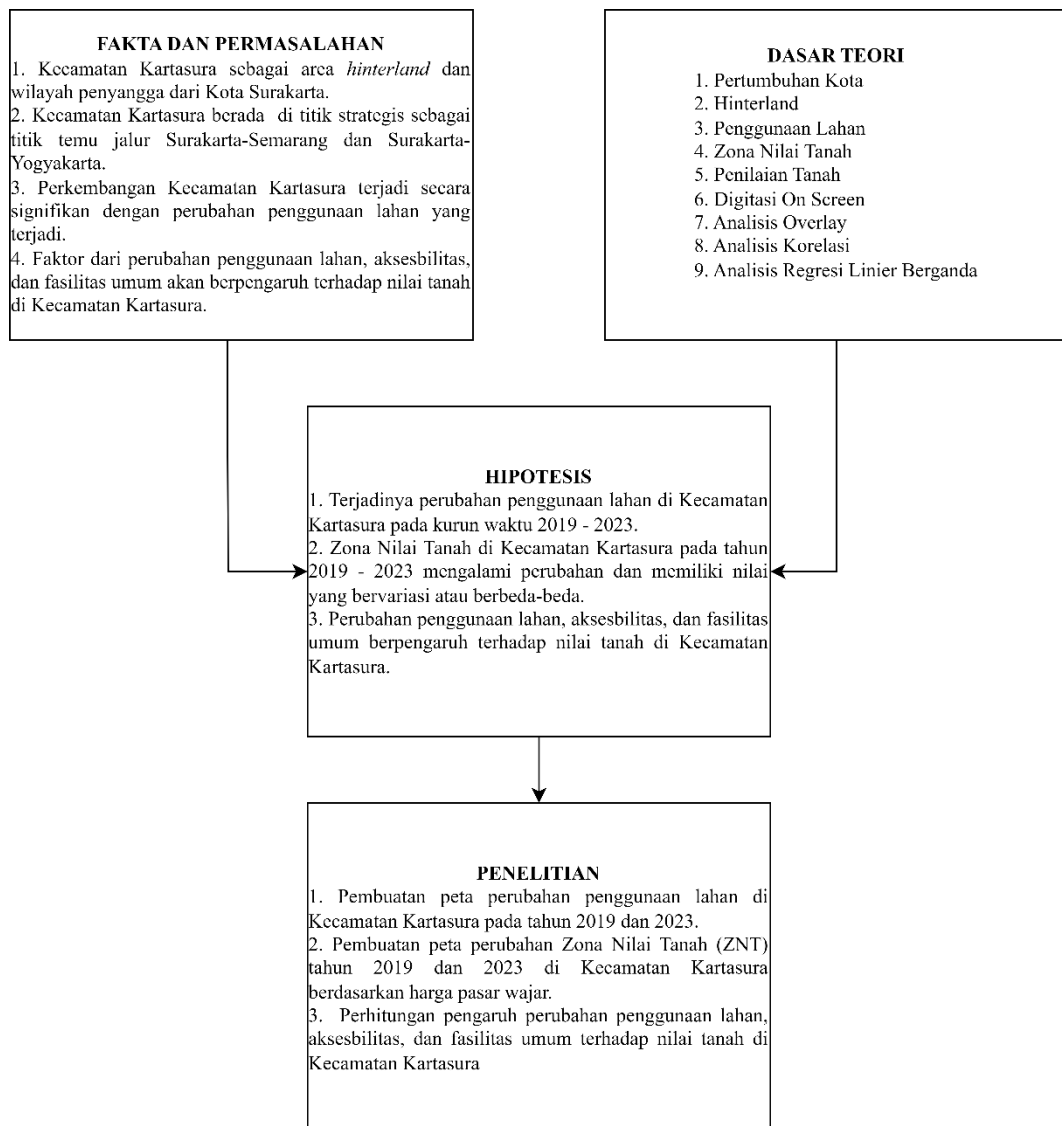 FAKTA DAN PERMASALAHAN
1. Kecamatan Kartasura sebagai area hinterland dan
wilayah penyangga dari Kota Surakarta.
2. Kecamatan Kartasura berada di titik strategis sebagai
titik temu jalur Surakarta-Semarang dan Surakarta-
Yogyakarta.
3. Perkembangan Kecamatan Kartasura terjadi secara
signifikan dengan perubahan penggunaan lahan yang
terjadi.
4. Faktor dari perubahan penggunaan lahan, aksesbilitas,
dan fasilitas umum akan berpengaruh terhadap nilai tanah
di Kecamatan Kartasura.
DASAR TEORI
1. Pertumbuhan Kota
2. Hinterland
3. Penggunaan Lahan
4. Zona Nilai Tanah
5. Penilaian Tanah
6. Digitasi On Screen
7. Analisis Overlay
8. Analisis Korelasi
9. Analisis Regresi Linier Berganda
HIPOTESIS
1. Terjadinya perubahan penggunaan lahan di Kecamatan
Kartasura pada kurun waktu 2019 - 2023.
2. Zona Nilai Tanah di Kecamatan Kartasura pada tahun
2019 - 2023 mengalami perubahan dan memiliki nilai
yang bervariasi atau berbeda-beda.
3. Perubahan penggunaan lahan, aksesbilitas, dan fasilitas
umum berpengaruh terhadap nilai tanah di Kecamatan
Kartasura.
PENELITIAN
1. Pembuatan peta perubahan penggunaan lahan di
Kecamatan Kartasura pada tahun 2019 dan 2023.
2. Pembuatan peta perubahan Zona Nilai Tanah (ZNT)
tahun 2019 dan 2023 di Kecamatan Kartasura
berdasarkan harga pasar wajar.
3. Perhitungan pengaruh perubahan penggunaan lahan,
aksesbilitas, dan fasilitas umum terhadap nilai tanah di
Kecamatan Kartasura